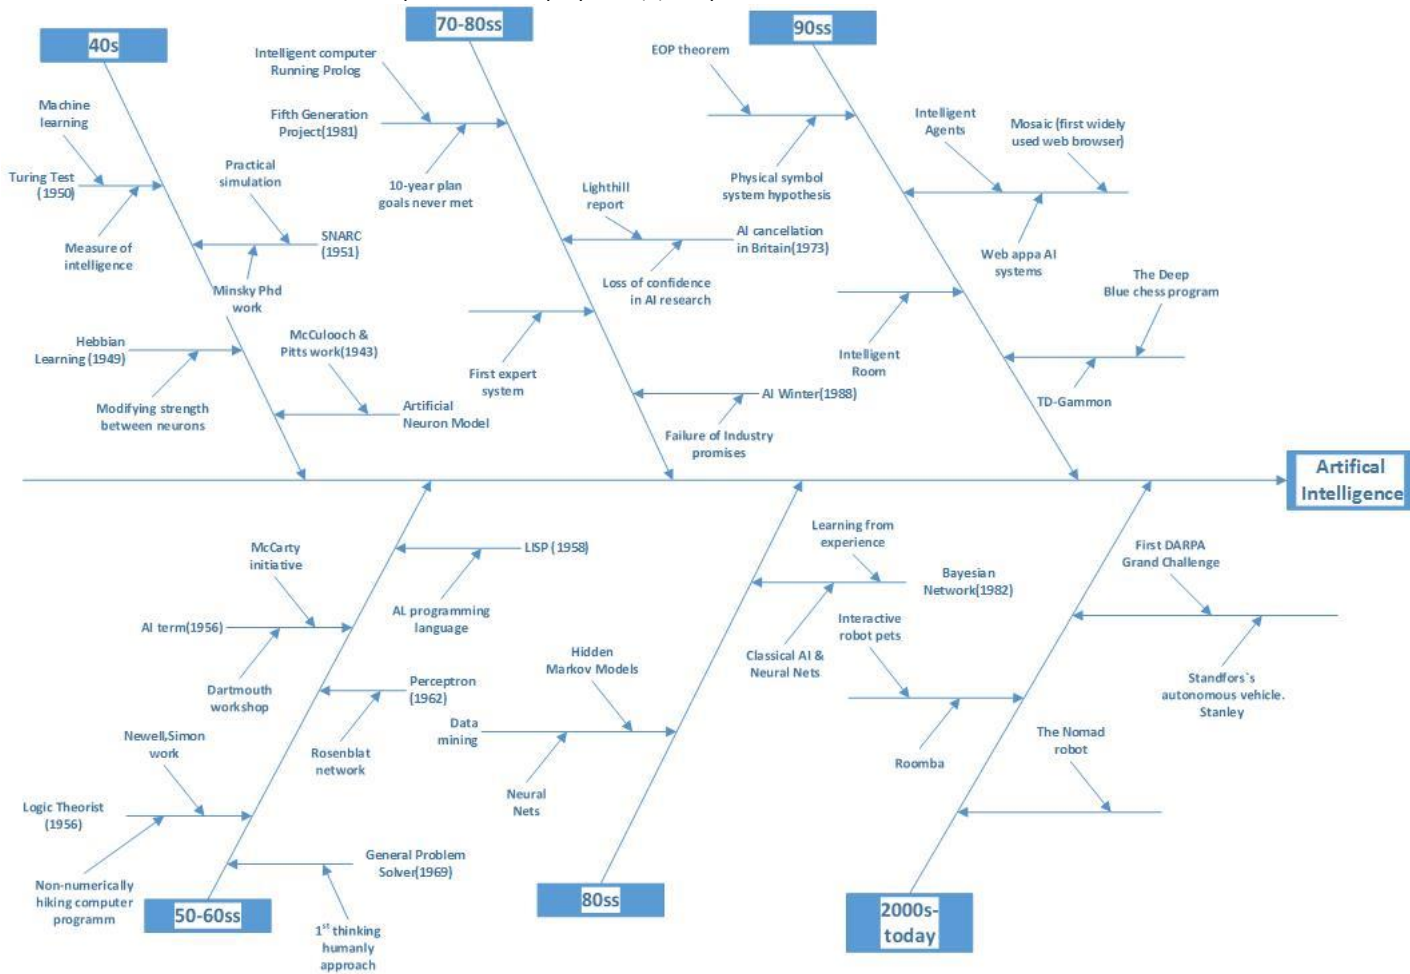 40s
70-80ss
90ss
Intelligent computer
Running Prolog
EOP theorem
Machine
learning
Fifth Generation
Project(1981)
Intelligent
Agents
Mosaic (first widely
used web browser)
Turing Test
(1950)
Practical
simulation
10-year plan
goals never met
Lighthill
report
Physical symbol
system hypothesis
Measure of
intelligence
SNARC
(1951)
AI cancellation
in Britain(1973)
Web appa AI
systems
Minsky Phd
work
Loss of confidence
in AI research
The Deep
Blue chess program
Hebbian
Learning (1949)
McCulooch &
Pitts work(1943)
First expert
system
Intelligent
Room
Modifying strength
between neurons
Artificial
Neuron Model
AI Winter(1988)
TD-Gammon
Failure of Industry
promises
Artifical
Intelligence
McCarty
initiative
LISP (1958)
Learning from
experience
First DARPA
Grand Challenge
AI term(1956)
AL programming
language
Bayesian
Network(1982)
Interactive
robot pets
Dartmouth
workshop
Perceptron
(1962)
Hidden
Markov Models
Classical AI &
Neural Nets
Standfors`s
autonomous vehicle.
Stanley
Newell,Simon
work
Rosenblat
network
Data
mining
Roomba
The Nomad
robot
Logic Theorist
(1956)
Neural
Nets
General Problem
Solver(1969)
Non-numerically
hiking computer
programm
50-60ss
1st thinking
humanly
approach
80ss
2000s-
today